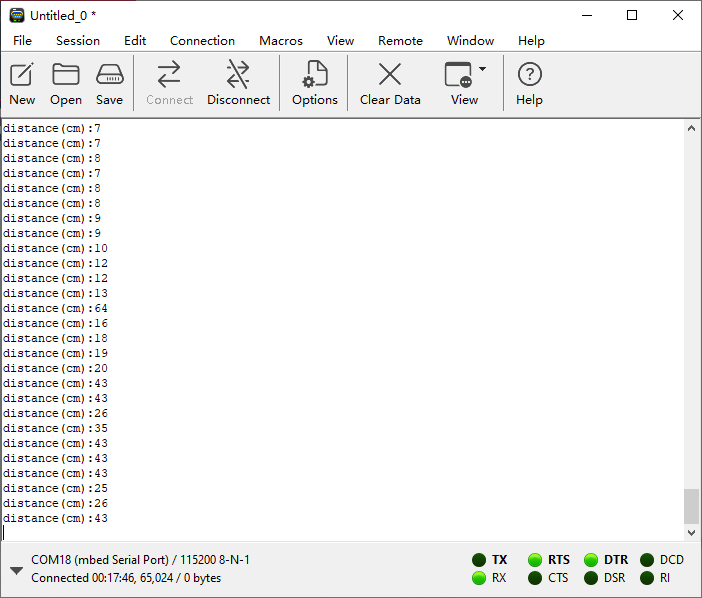 Untitled_0 *
File Session Edit Connection Macros View Remote Window Help
New Open Save Connect Disconnect Options Clear Data View Help
distance(cm):7
distance(cm):7
distance(cm):8
distance(cm):7
distance(cm):8
distance(cm):8
distance(cm):9
distance(cm):9
distance(cm):10
distance(cm):12
distance(cm):12
distance(cm):13
distance(cm):64
distance(cm):16
distance(cm):18
distance(cm):19
distance(cm):20
distance(cm):43
distance(cm):43
distance(cm):26
distance(cm):35
distance(cm):43
distance(cm):43
distance(cm):43
distance(cm):25
distance(cm):26
distance(cm):43
COM18 (mbed Serial Port) / 115200 8-N-1 TX RTS DTR DCD
Connected 00:17:46, 65,024 / 0 bytes RX CTS DSR RI